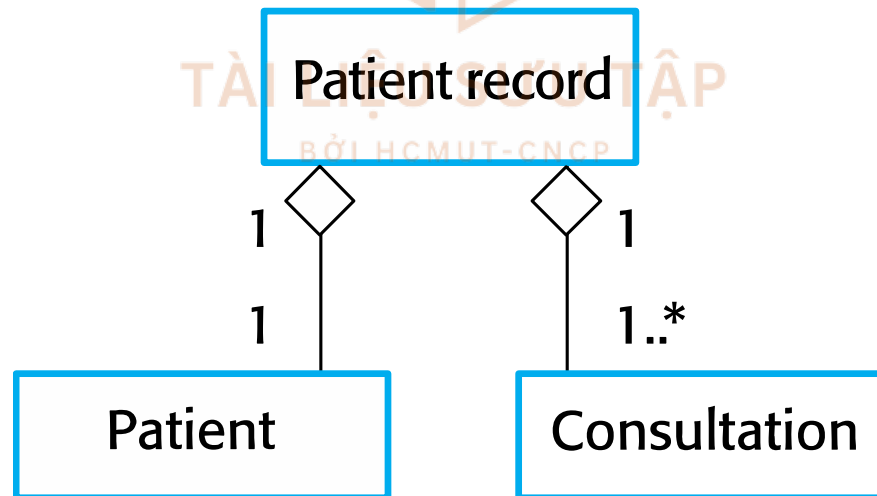 TÀI LIỆU SƯU TẬP
Patient record
BỞI HCMUT-CNCP
1
1
1
1..*
Patient
Consultation